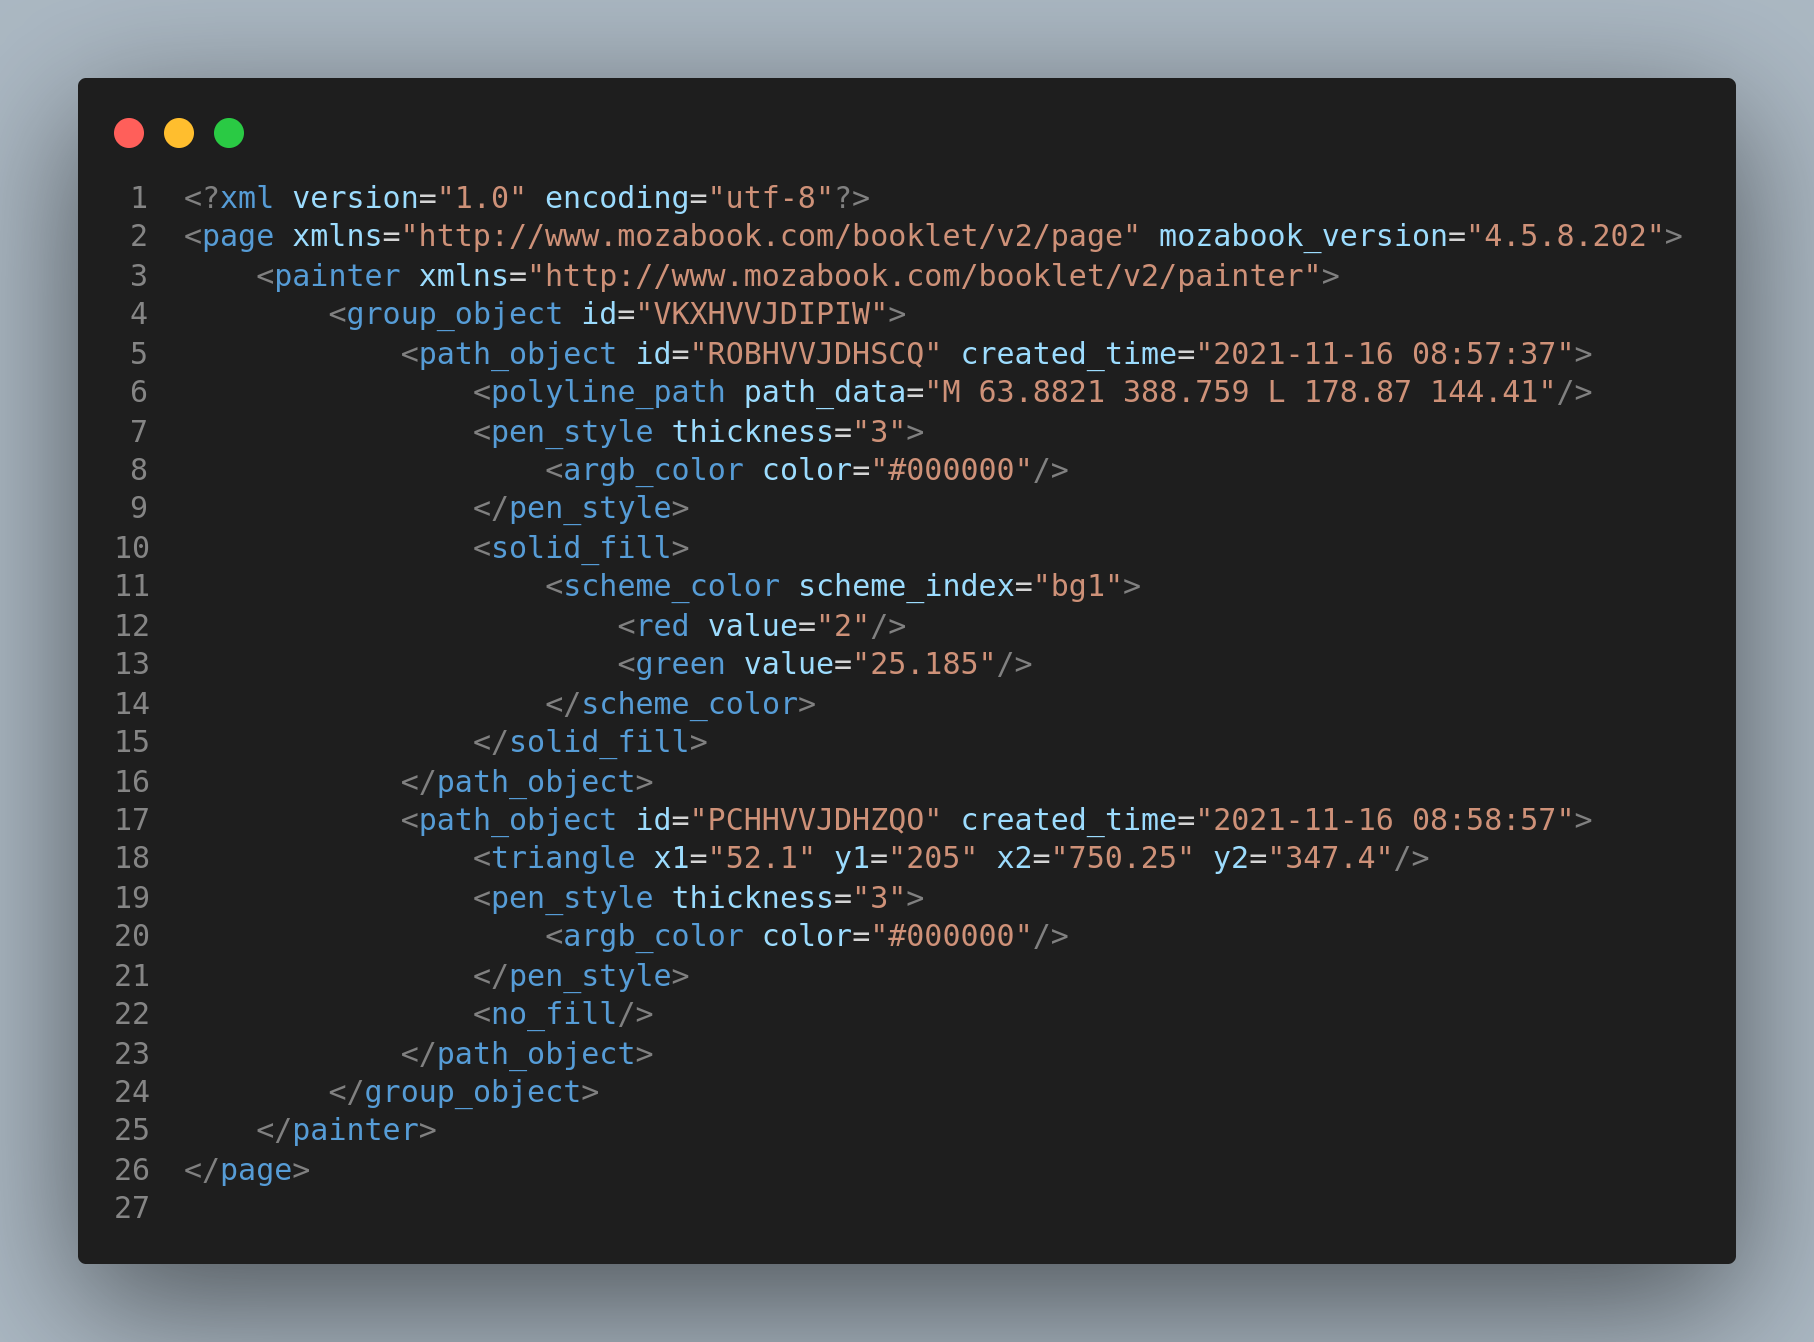 1 <?xml version="1.0" encoding="utf-8"?>
2 <page xmlns="http://www.mozabook.com/booklet/v2/page" mozabook_version="4.5.8.202">
3     <painter xmlns="http://www.mozabook.com/booklet/v2/painter">
4         <group_object id="VKXHVVJDIPIW">
5             <path_object id="ROBHVVJDHSCQ" created_time="2021-11-16 08:57:37">
6                 <polyline_path path_data="M 63.8821 388.759 L 178.87 144.41"/>
7                 <pen_style thickness="3">
8                     <argb_color color="#000000"/>
9                 </pen_style>
10                 <solid_fill>
11                     <scheme_color scheme_index="bg1">
12                         <red value="2"/>
13                         <green value="25.185"/>
14                     </scheme_color>
15                 </solid_fill>
16             </path_object>
17             <path_object id="PCHHVVJDHZQO" created_time="2021-11-16 08:58:57">
18                 <triangle x1="52.1" y1="205" x2="750.25" y2="347.4"/>
19                 <pen_style thickness="3">
20                     <argb_color color="#000000"/>
21                 </pen_style>
22                 <no_fill/>
23             </path_object>
24         </group_object>
25     </painter>
26 </page>
27